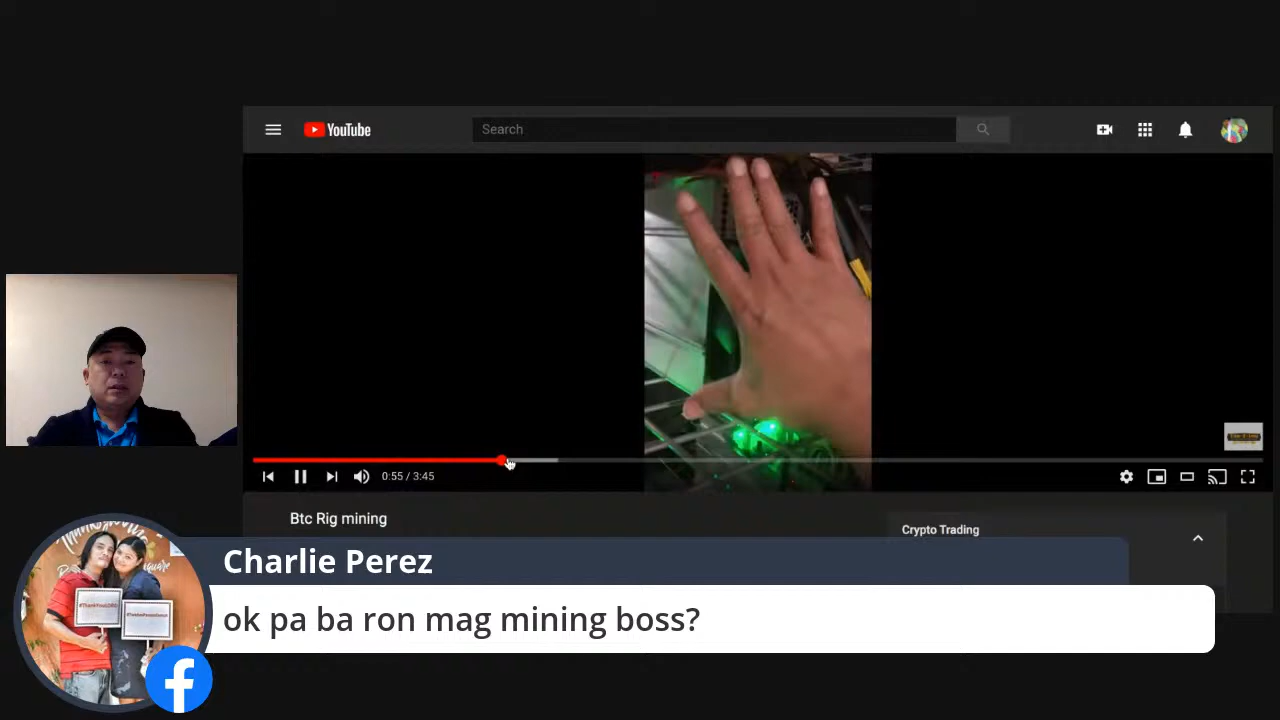 YouTube
Search
0:55 / 3:45
Btc Rig mining
Crypto Trading
Charlie Perez
ok pa ba ron mag mining boss?